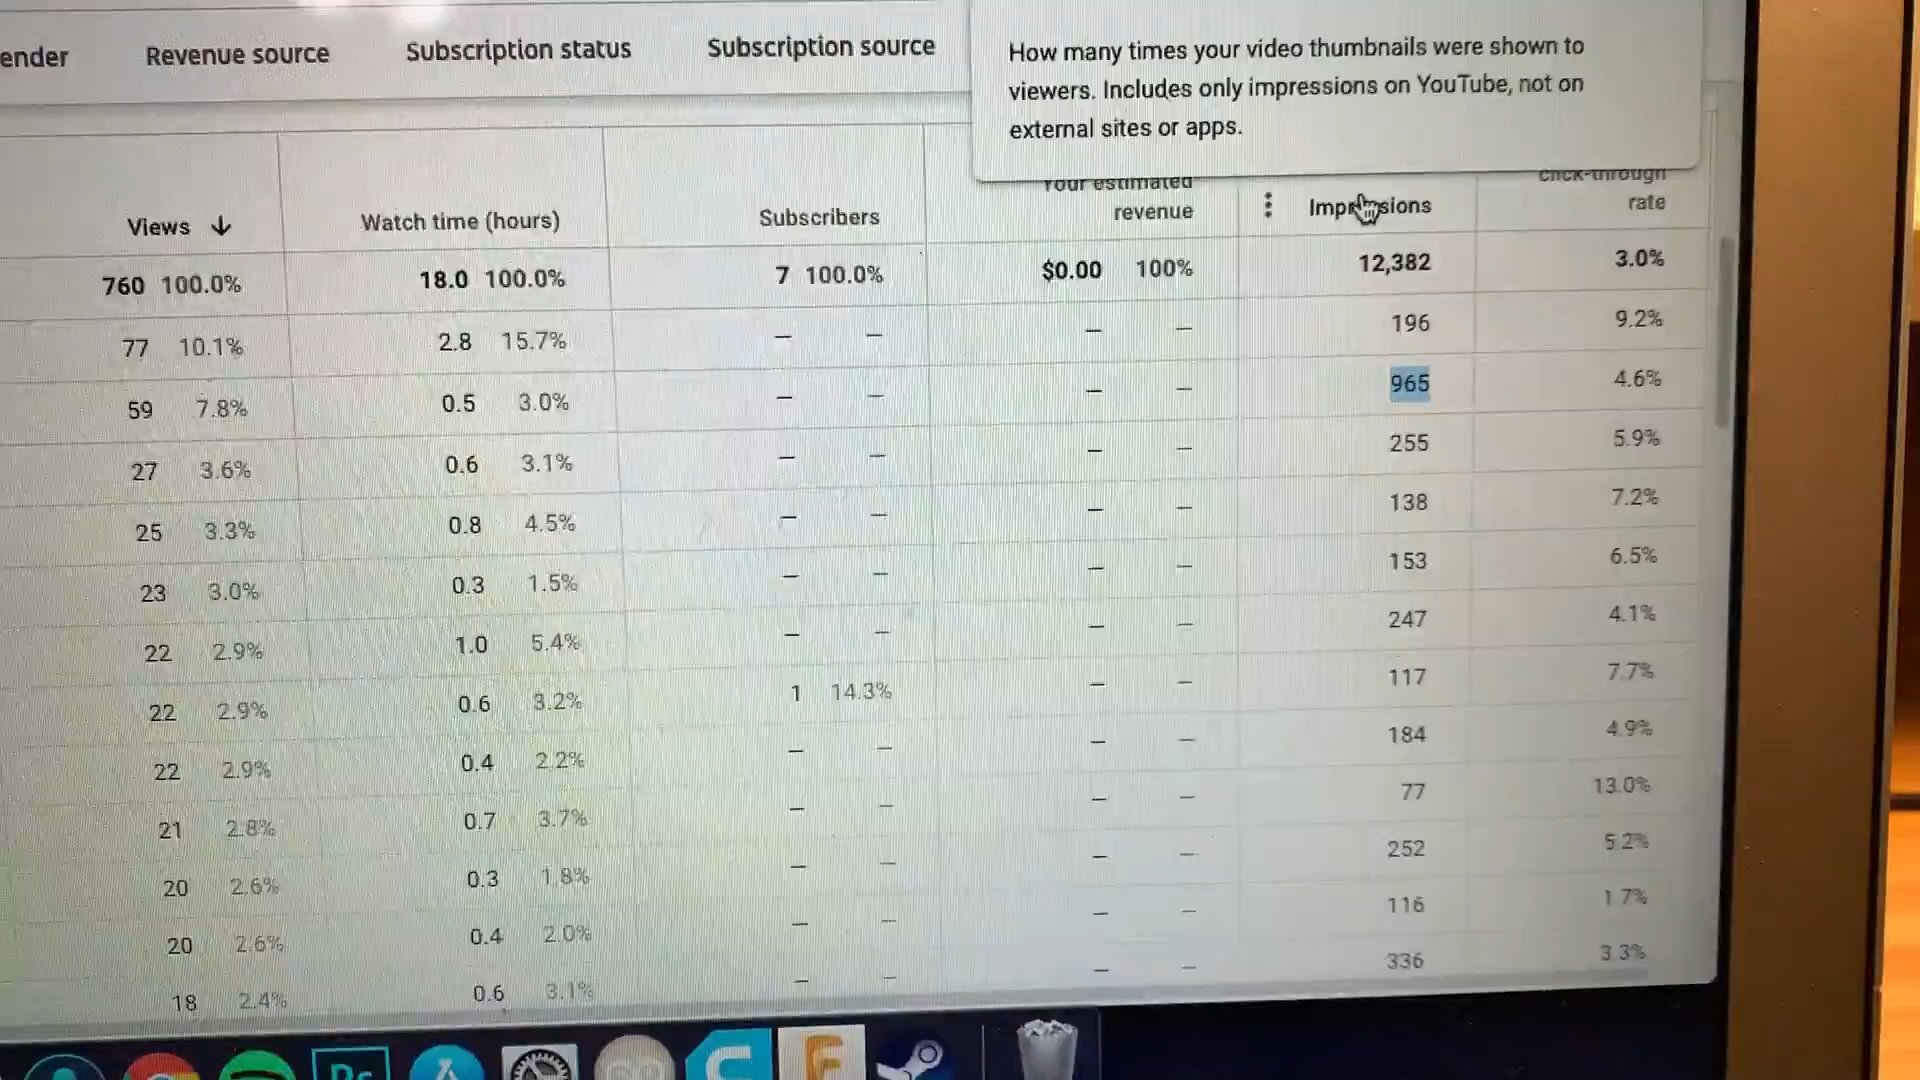 ender Revenue source Subscription status Subscription source
How many times your video thumbnails were shown to
viewers. Includes only impressions on YouTube, not on
external sites or apps.
Views Watch time (hours) Subscribers Your estimated revenue Impressions click-through rate
760 100.0% 18.0 100.0% 7 100.0% $0.00 100% 12,382 3.0%
77 10.1% 2.8 15.7% — — — — 196 9.2%
59 7.8% 0.5 3.0% — — — — 965 4.6%
27 3.6% 0.6 3.1% — — — — 255 5.9%
25 3.3% 0.8 4.5% — — — — 138 7.2%
23 3.0% 0.3 1.5% — — — — 153 6.5%
22 2.9% 1.0 5.4% — — — — 247 4.1%
22 2.9% 0.6 3.2% 1 14.3% — — 117 7.7%
22 2.9% 0.4 2.2% — — — — 184 4.9%
21 2.8% 0.7 3.7% — — — — 77 13.0%
20 2.6% 0.3 1.8% — — — — 252 5.2%
20 2.6% 0.4 2.0% — — — — 116 1.7%
18 2.4% 0.6 3.1% — — — — 336 3.3%